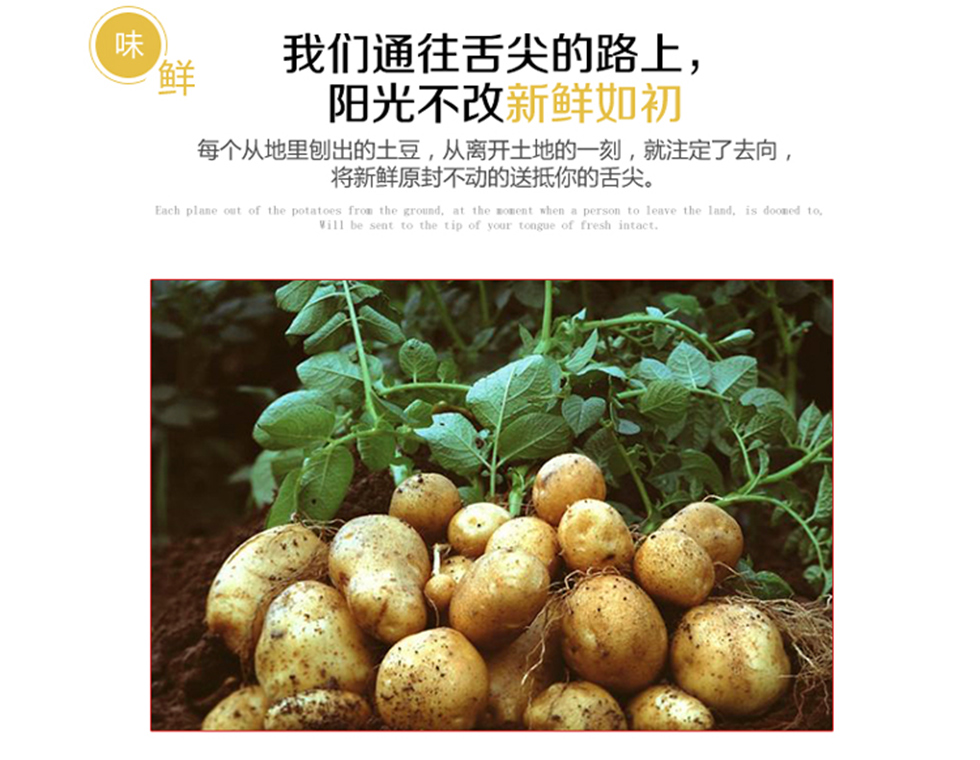 味
鲜
我们通往舌尖的路上，
阳光不改新鲜如初
每个从地里刨出的土豆，从离开土地的一刻，就注定了去向，
将新鲜原封不动的送抵你的舌尖。
Each plane out of the potatoes from the ground, at the moment when a person to leave the land, is doomed to,
Will be sent to the tip of your tongue of fresh intact.